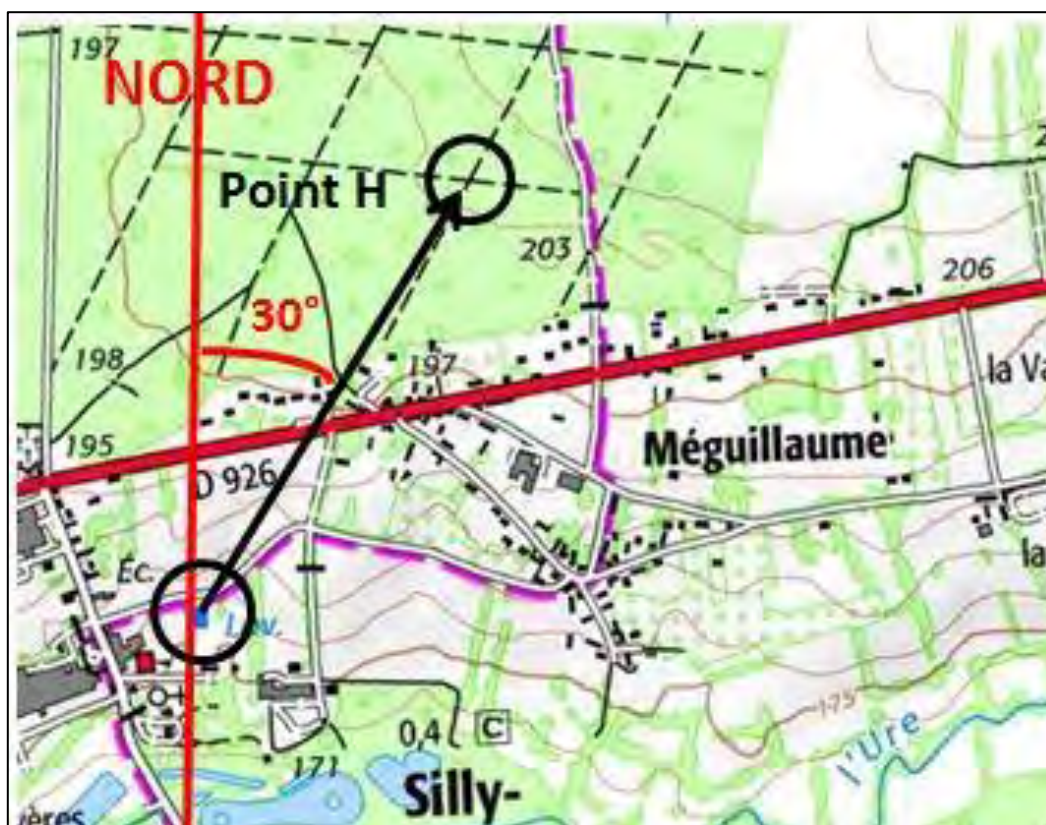 197
NORD
Point H
203
206
30°
198
197
195
la Va
D 926
Méguillaume
Éc.
la
Lav.
175
0,4
C
171
l'Ure
Silly-
vères